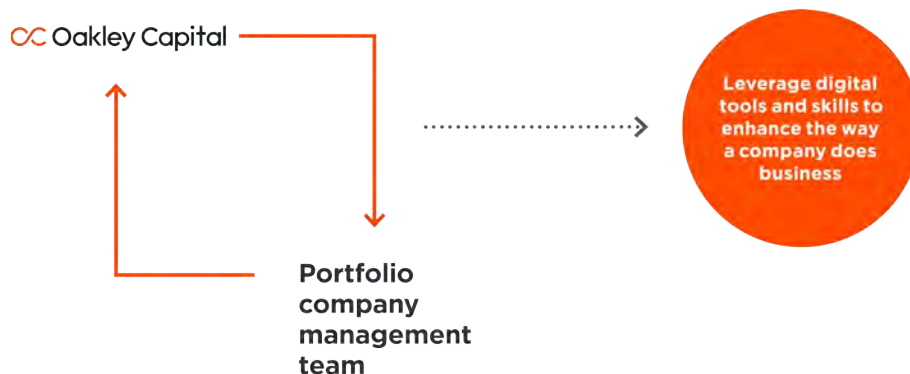 Oakley Capital
Leverage digital
tools and skills to
enhance the way
a company does
business
Portfolio
company
management
team